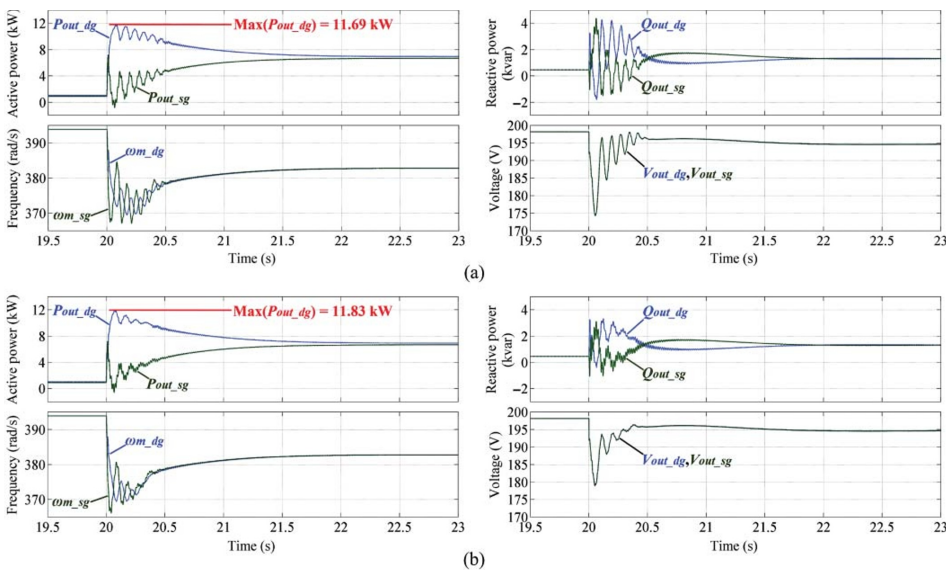 Active power (kW)
12
8
4
0
Pout_dg
Max(Pout_dg) = 11.69 kW
Pout_sg
Reactive power
(kvar)
4
2
0
−2
Qout_dg
Qout_sg
Frequency (rad/s)
390
380
370
ωm_dg
ωm_sg
19.5 20 20.5 21 21.5 22 22.5 23
Time (s)
Voltage (V)
200
195
190
185
180
175
170
Vout_dg,Vout_sg
19.5 20 20.5 21 21.5 22 22.5 23
Time (s)
(a)
Active power (kW)
12
8
4
0
Pout_dg
Max(Pout_dg) = 11.83 kW
Pout_sg
Reactive power
(kvar)
4
2
0
−2
Qout_dg
Qout_sg
Frequency (rad/s)
390
380
370
ωm_dg
ωm_sg
19.5 20 20.5 21 21.5 22 22.5 23
Time (s)
Voltage (V)
200
195
190
185
180
175
170
Vout_dg,Vout_sg
19.5 20 20.5 21 21.5 22 22.5 23
Time (s)
(b)